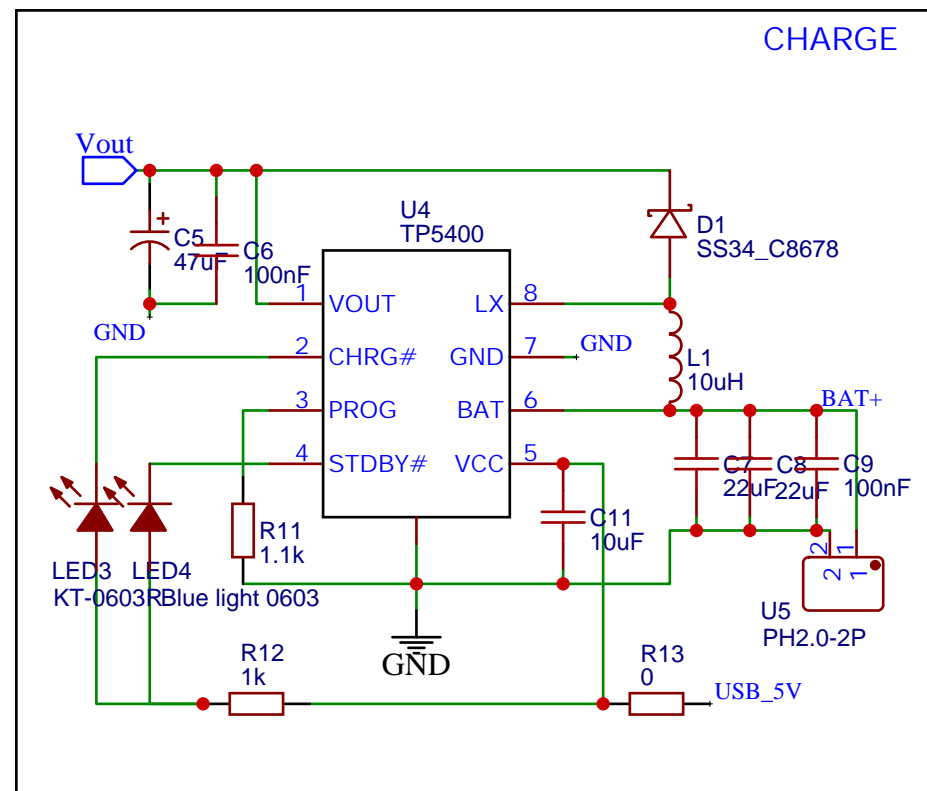 CHARGE
Vout
U4
TP5400
D1
SS34_C8678
C5
47uF
C6
100nF
1
VOUT
LX
8
GND
2
CHRG#
GND
7
GND
L1
10uH
3
PROG
BAT
6
BAT+
4
STDBY#
VCC
5
C7
22uF
C8
22uF
C9
100nF
R11
1.1k
C11
10uF
2
1
2
1
LED3
KT-0603R
LED4
Blue light 0603
U5
PH2.0-2P
GND
R12
1k
R13
0
USB_5V